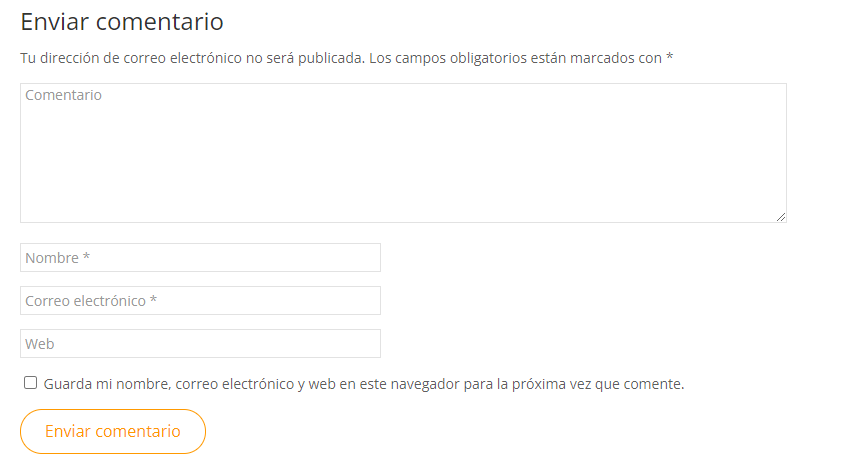 Enviar comentario
Tu dirección de correo electrónico no será publicada. Los campos obligatorios están marcados con *
Comentario
Nombre *
Correo electrónico *
Web
Guarda mi nombre, correo electrónico y web en este navegador para la próxima vez que comente.
Enviar comentario